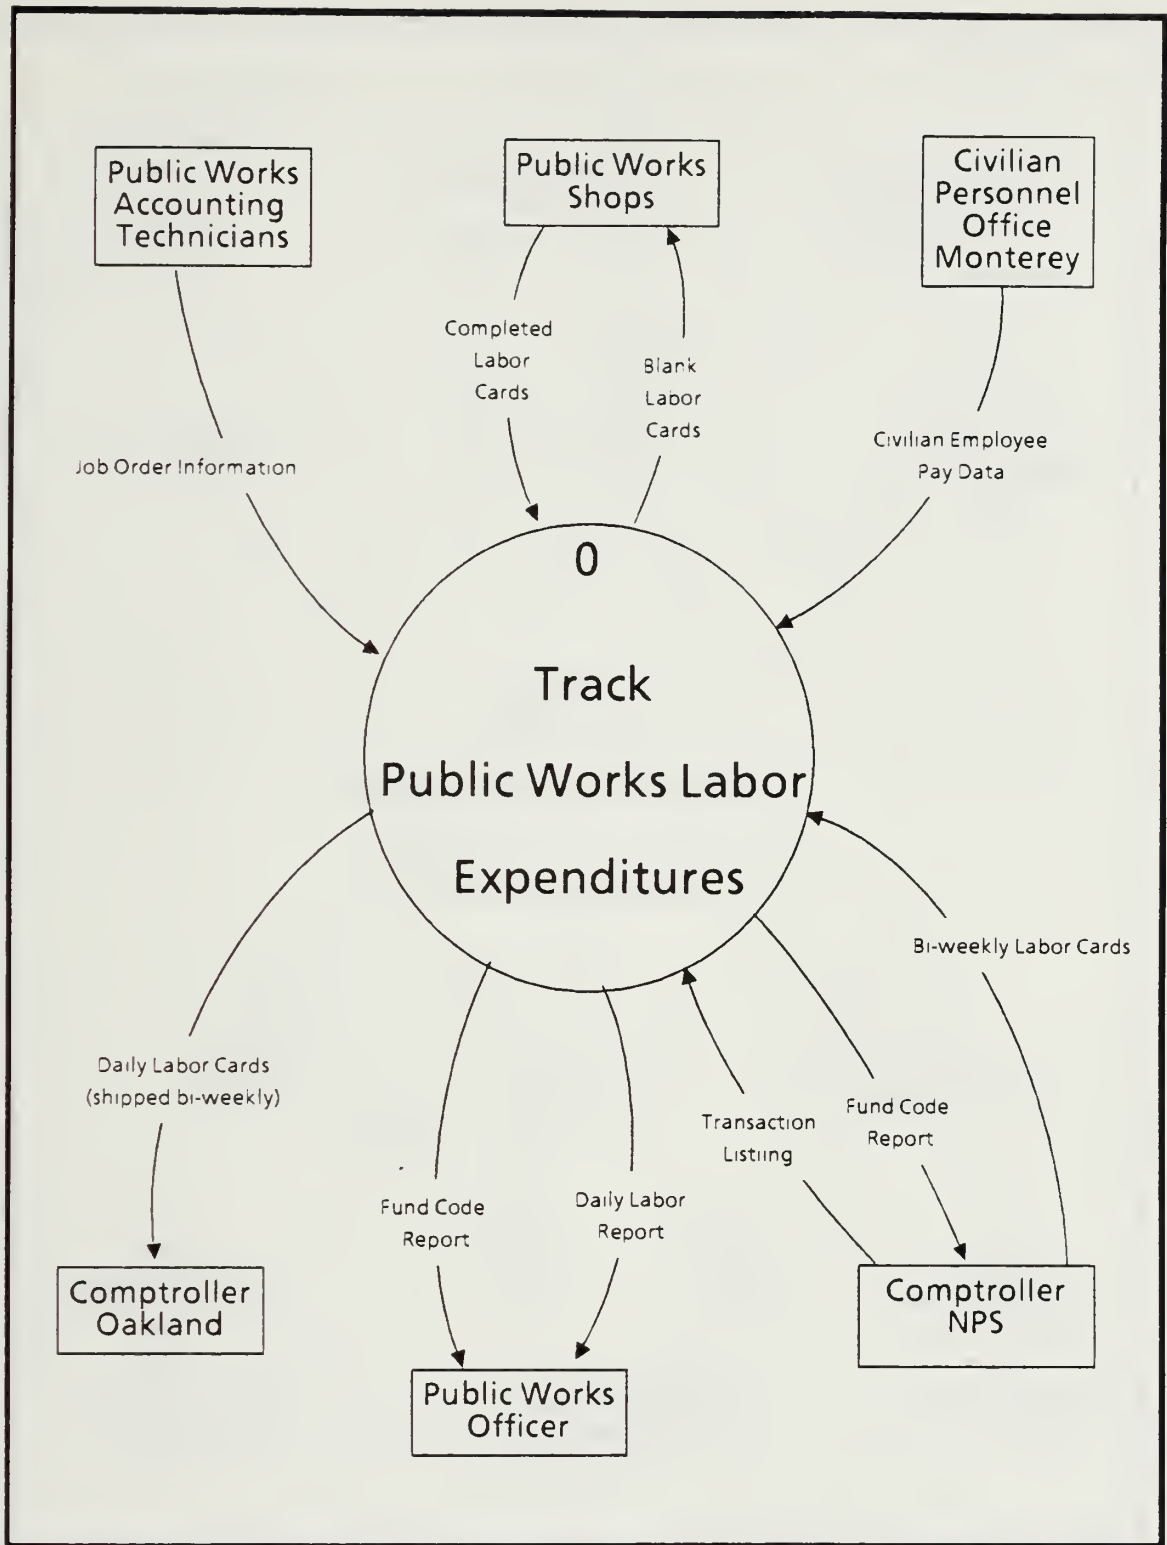 Public Works
Accounting
Technicians
Public Works
Shops
Civilian
Personnel
Office
Monterey
Completed
Labor
Cards
Blank
Labor
Cards
Civilian Employee
Pay Data
Job Order Information
0
Track
Public Works Labor
Expenditures
Bi-weekly Labor Cards
Daily Labor Cards
(shipped bi-weekly)
Transaction
Listiing
Fund Code
Report
Fund Code
Report
Daily Labor
Report
Comptroller
Oakland
Comptroller
NPS
Public Works
Officer